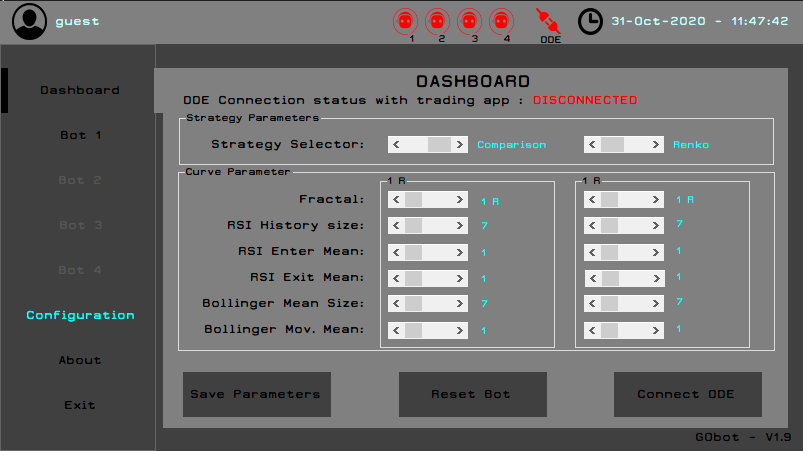 guest
1 2 3 4 DDE
31-Oct-2020 - 11:47:42
Dashboard
Bot 1
Bot 2
Bot 3
Bot 4
Configuration
About
Exit
DASHBOARD
DDE Connection status with trading app : DISCONNECTED
Strategy Parameters
Strategy Selector: Comparison Renko
Curve Parameter
1 R 1 R
Fractal: 1 R 1 R
RSI History size: 7 7
RSI Enter Mean: 1 1
RSI Exit Mean: 1 1
Bollinger Mean Size: 7 7
Bollinger Mov. Mean: 1 1
Save Parameters Reset Bot Connect DDE
GObot - V1.9